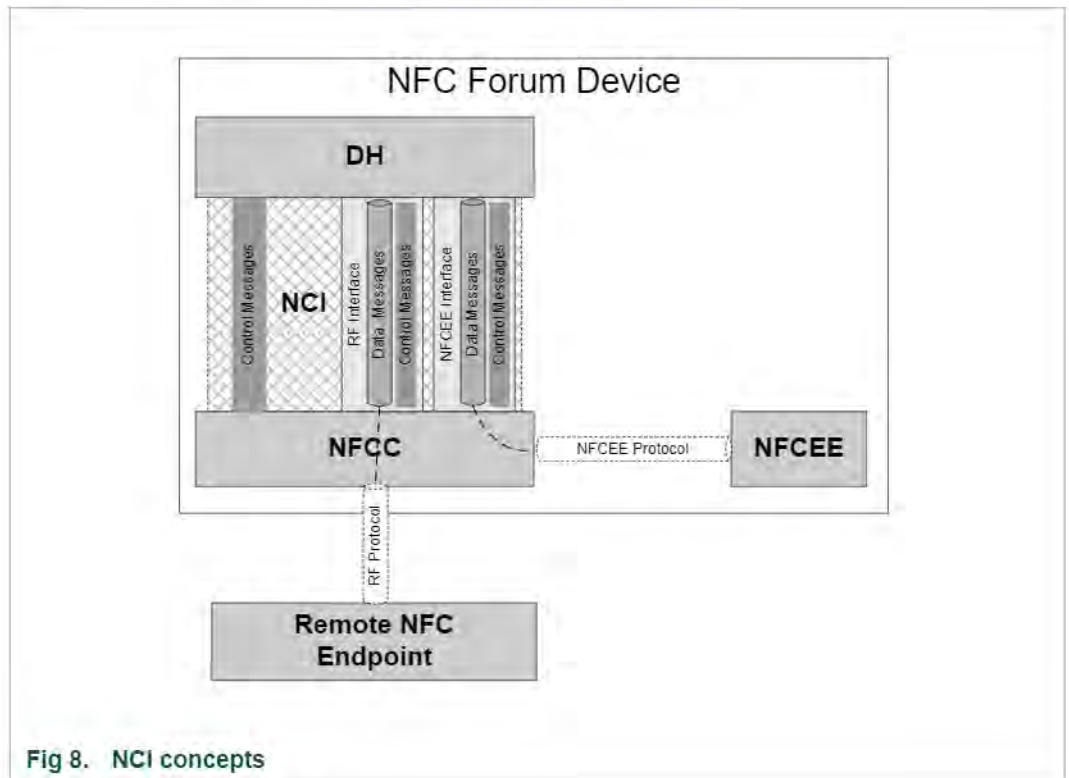 NFC Forum Device
DH
Control Messages
NCI
RF Interface
Data Messages
Control Messages
NFCEE Interface
Data Messages
Control Messages
NFCC
NFCEE Protocol
NFCEE
RF Protocol
Remote NFC
Endpoint
Fig 8. NCI concepts